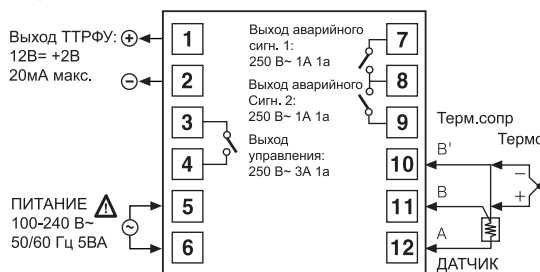 Выход ТТРФУ:
12В= +2В
20мА макс.
1
2
3
4
5
6
ПИТАНИЕ
100-240 В~
50/60 Гц 5ВА
Выход аварийного
сигн. 1:
250 В~ 1А 1а
Выход аварийного
Сигн. 2:
250 В~ 1А 1а
Выход
управления:
250 В~ 3А 1а
7
8
9
10
11
12
Терм.сопр
Термо
B'
B
A
− +
ДАТЧИК